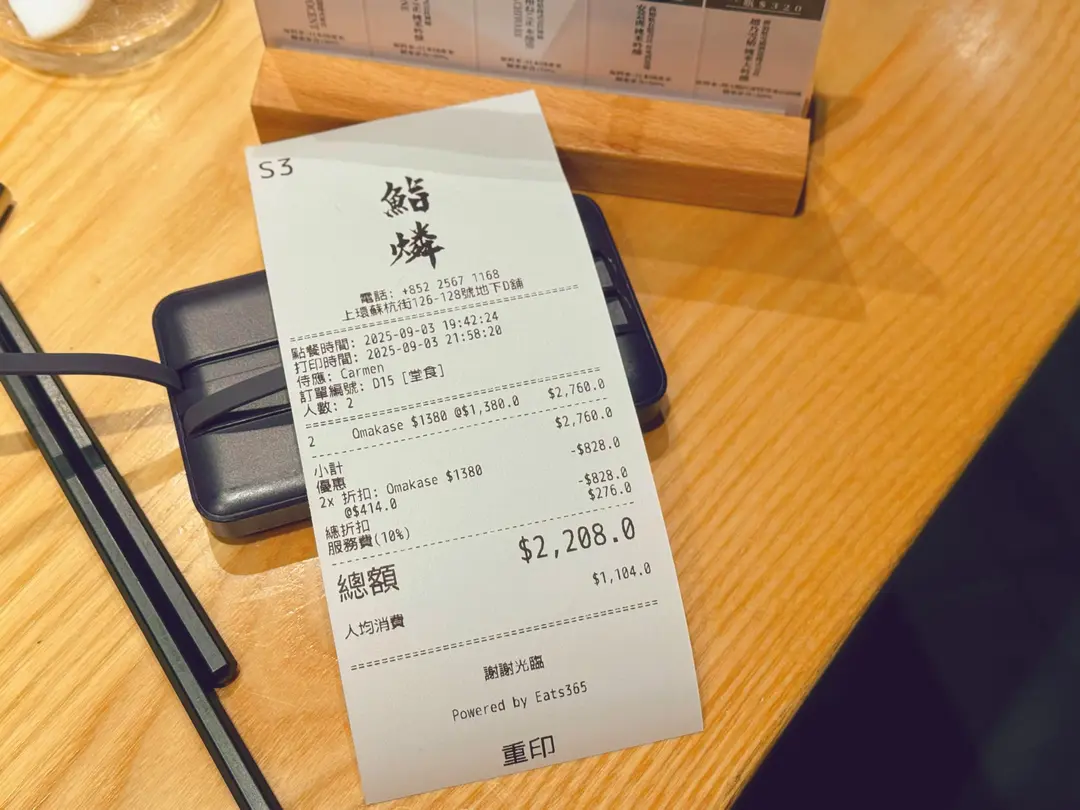 $320
S3
鮨
燐
電話: +852 2567 1168
上環蘇杭街126-128號地下D舖
點餐時間: 2025-09-03 19:42:24
打印時間: 2025-09-03 21:58:20
侍應: Carmen
訂單編號: D15 [堂食]
人數: 2
2 Omakase $1380 @$1,380.0 $2,760.0
小計 $2,760.0
優惠
2x 折扣: Omakase $1380 -$828.0
@$414.0
總折扣 -$828.0
服務費(10%) $276.0
總額 $2,208.0
人均消費 $1,104.0
謝謝光臨
Powered by Eats365
重印